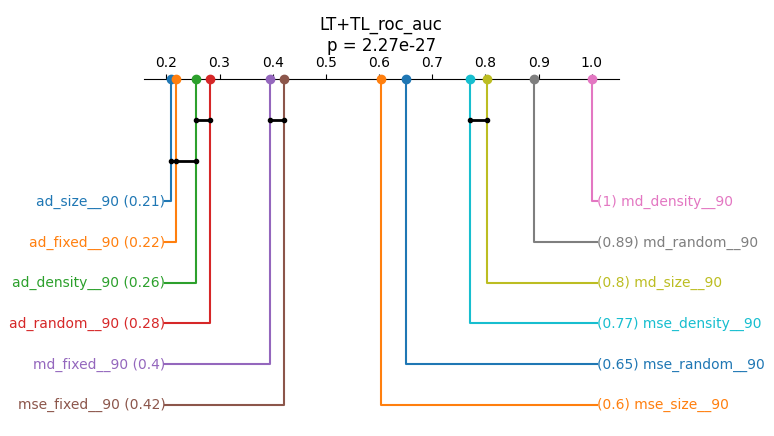 LT+TL_roc_auc
p = 2.27e-27
0.2 0.3 0.4 0.5 0.6 0.7 0.8 0.9 1.0
ad_size__90 (0.21)
ad_fixed__90 (0.22)
ad_density__90 (0.26)
ad_random__90 (0.28)
md_fixed__90 (0.4)
mse_fixed__90 (0.42)
(1) md_density__90
(0.89) md_random__90
(0.8) md_size__90
(0.77) mse_density__90
(0.65) mse_random__90
(0.6) mse_size__90